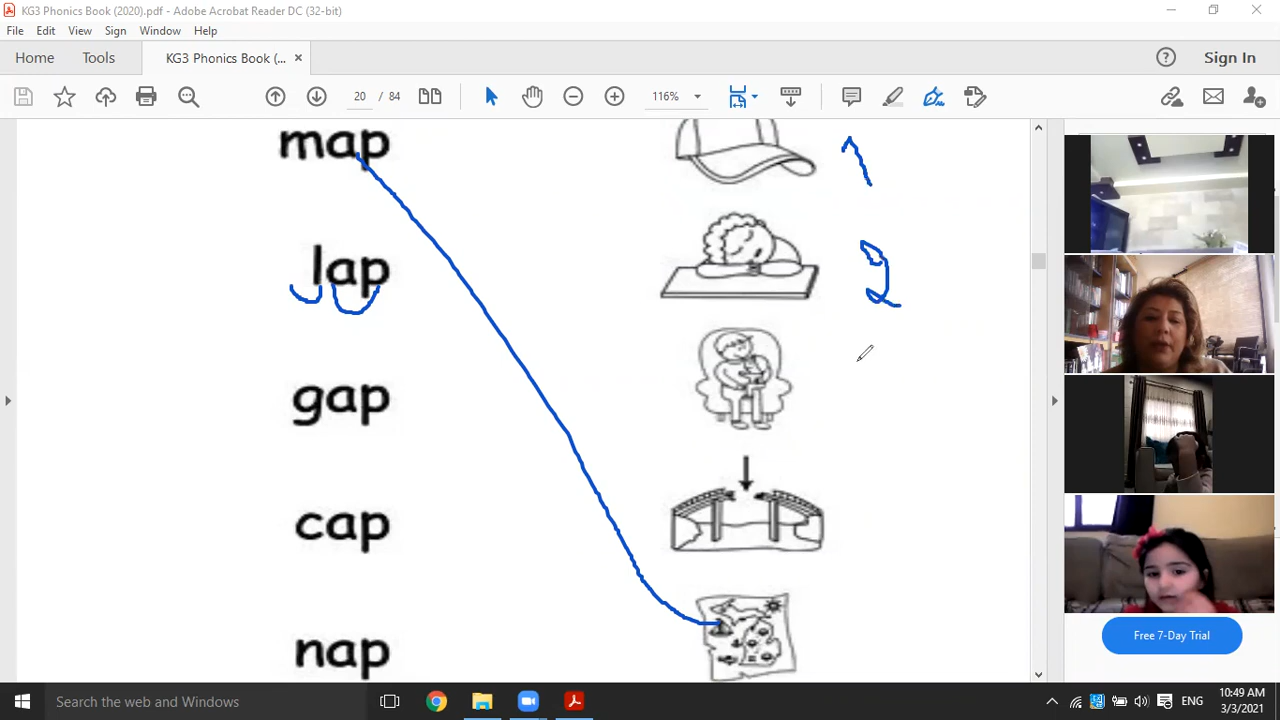 KG3 Phonics Book (2020).pdf - Adobe Acrobat Reader DC (32-bit)
File Edit View Sign Window Help
Home Tools KG3 Phonics Book (... × Sign In
20 / 84 116%
map 1
lap 2
gap
cap
nap
Free 7-Day Trial
Search the web and Windows ENG 10:49 AM
3/3/2021